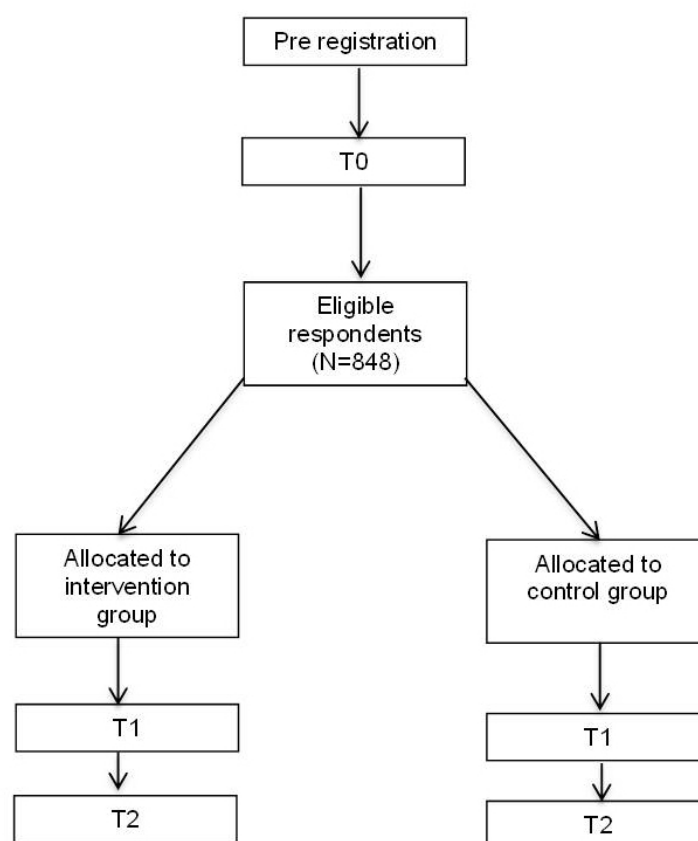 Pre registration
T0
Eligible
respondents
(N=848)
Allocated to
intervention
group
Allocated to
control group
T1
T1
T2
T2